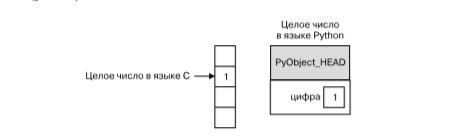 Целое число
в языке Python
PyObject_HEAD
Целое число в языке C
1
цифра 1